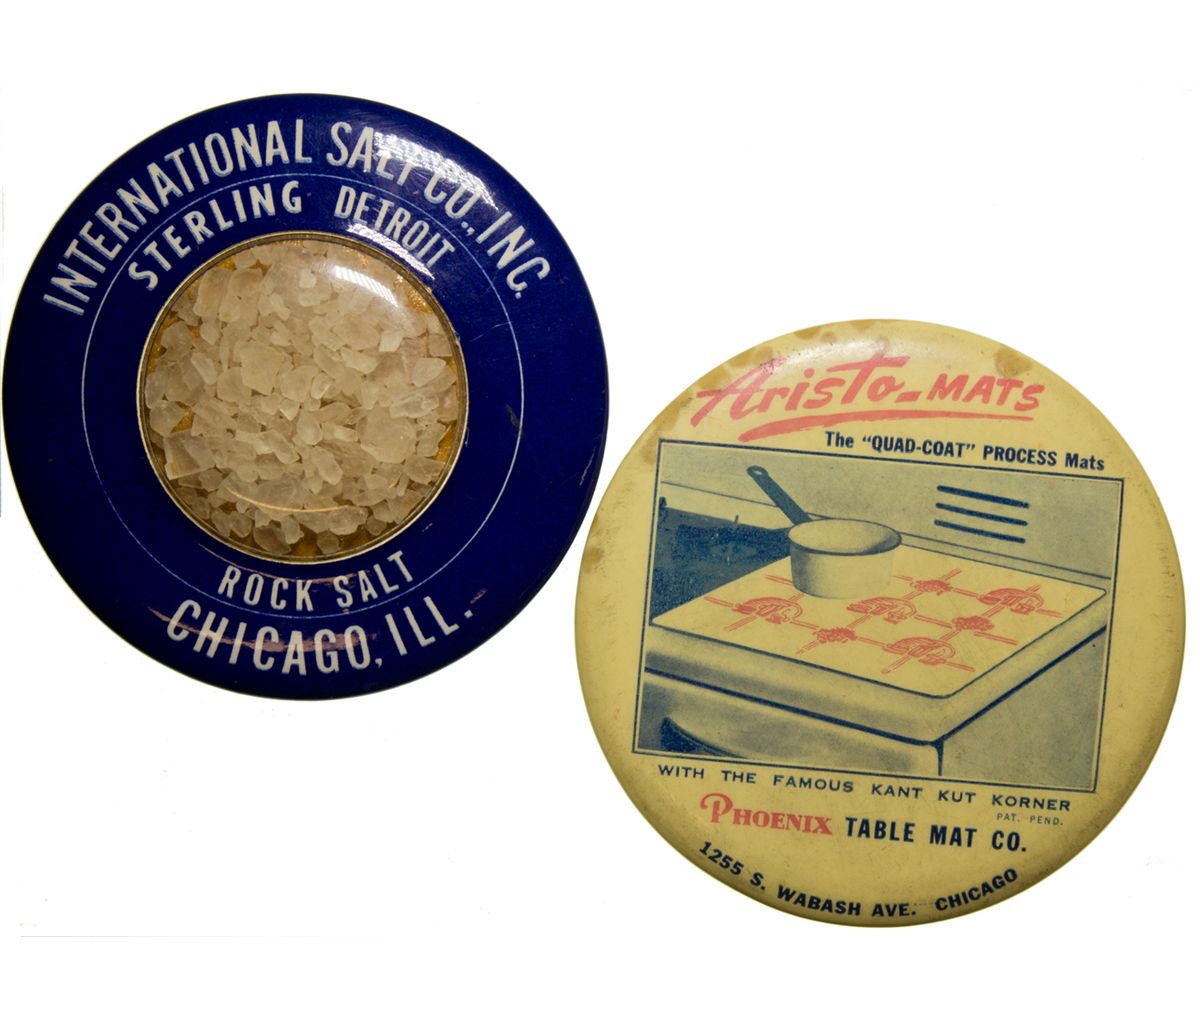 INTERNATIONAL SALT CO., INC.
STERLING DETROIT
ROCK SALT
CHICAGO, ILL.
Aristo-MATS
The "QUAD-COAT" PROCESS Mats
WITH THE FAMOUS KANT KUT KORNER
PAT. PEND.
PHOENIX TABLE MAT CO.
1255 S. WABASH AVE. CHICAGO